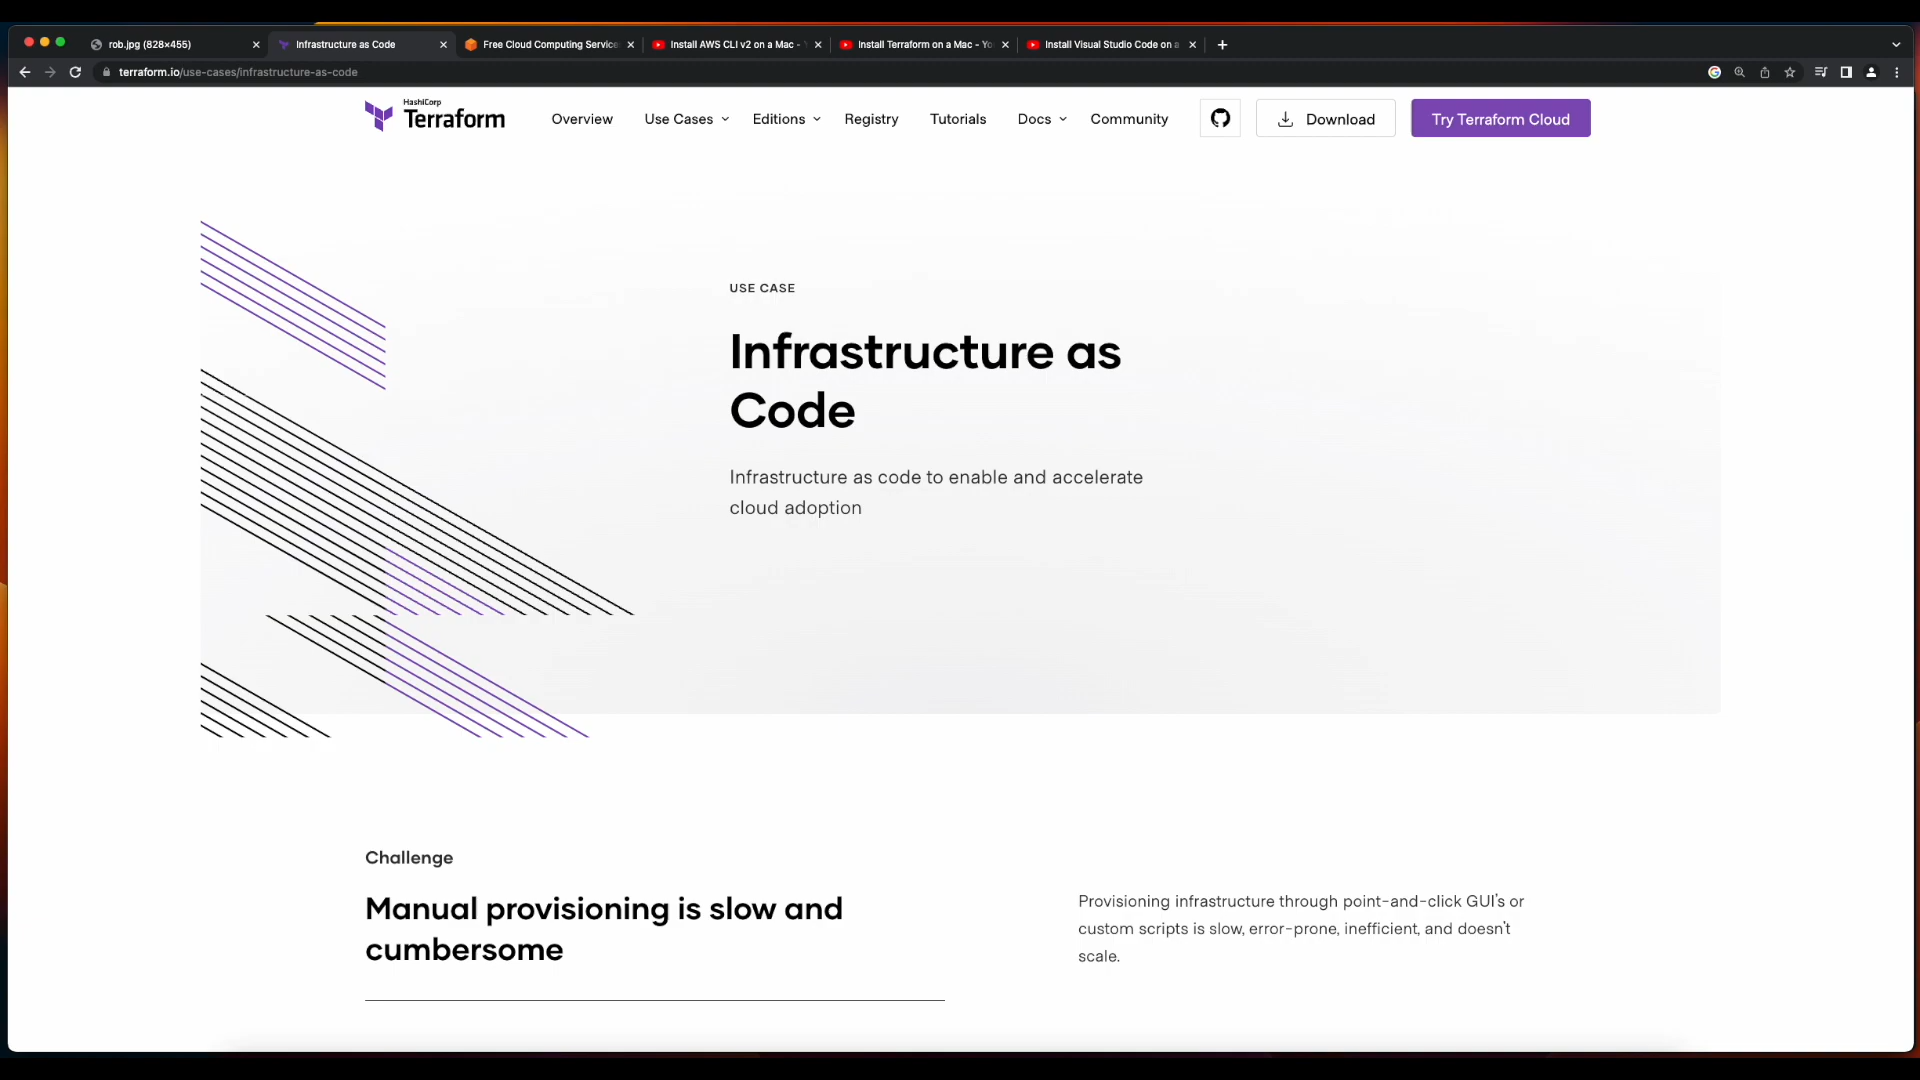 rob.jpg (828×455)
Infrastructure as Code
Free Cloud Computing Service
Install AWS CLI v2 on a Mac -
Install Terraform on a Mac - Yo
Install Visual Studio Code on a
terraform.io/use-cases/infrastructure-as-code
HashiCorp
Terraform
Overview
Use Cases
Editions
Registry
Tutorials
Docs
Community
Download
Try Terraform Cloud
USE CASE
Infrastructure as
Code
Infrastructure as code to enable and accelerate
cloud adoption
Challenge
Manual provisioning is slow and
cumbersome
Provisioning infrastructure through point-and-click GUI's or
custom scripts is slow, error-prone, inefficient, and doesn't
scale.